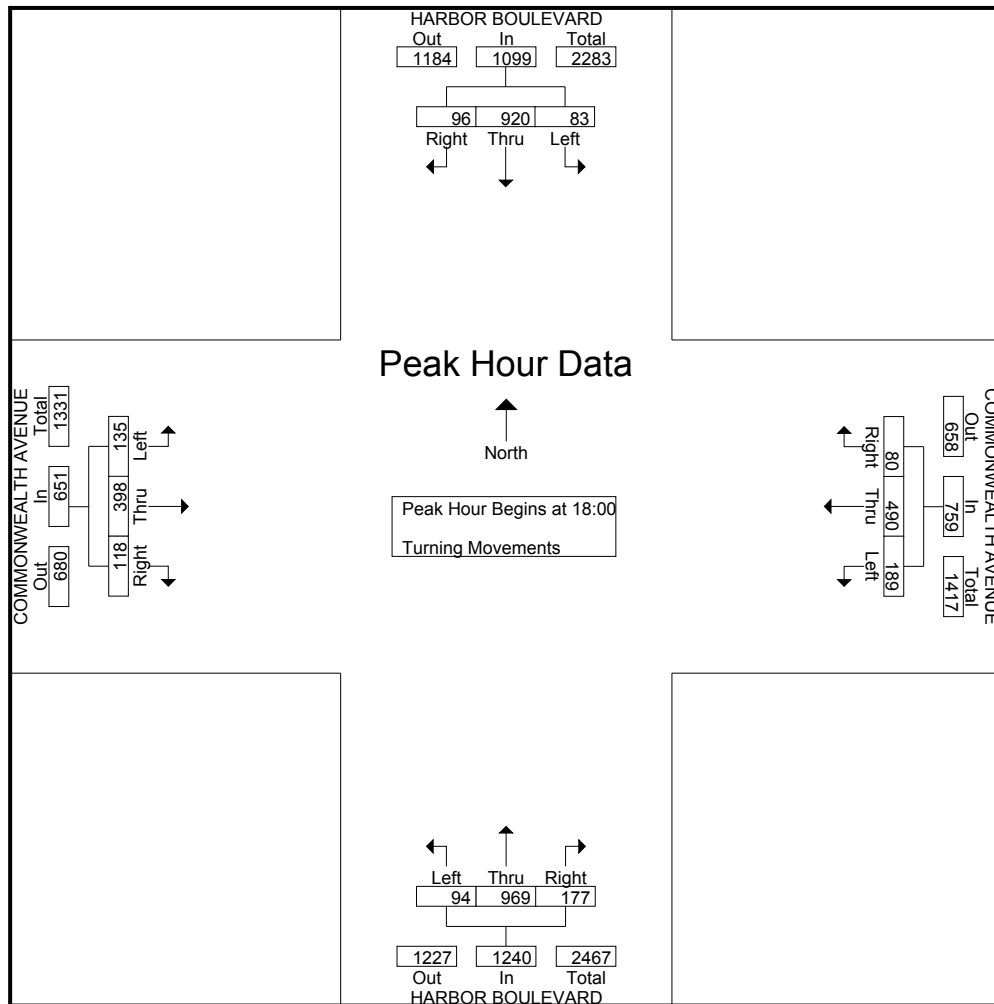 HARBOR BOULEVARD
Out In Total
1184 1099 2283
96 920 83
Right Thru Left
Peak Hour Data
North
Peak Hour Begins at 18:00
Turning Movements
COMMONWEALTH AVENUE
Out In Total
680 651 1331
118 398 135
Right Thru Left
COMMONWEALTH AVENUE
Out In Total
658 759 1417
80 490 189
Right Thru Left
Left Thru Right
94 969 177
1227 1240 2467
Out In Total
HARBOR BOULEVARD